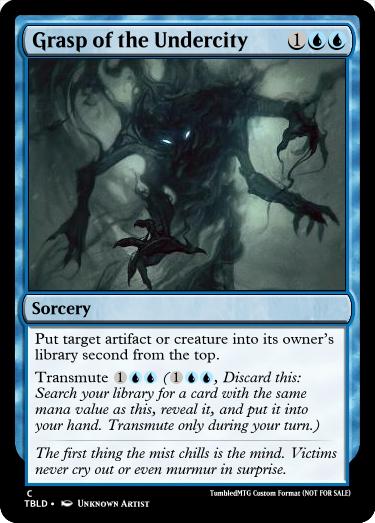 Grasp of the Undercity 1
Sorcery
Put target artifact or creature into its owner's
library second from the top.
Transmute 1 (1, Discard this:
Search your library for a card with the same
mana value as this, reveal it, and put it into
your hand. Transmute only during your turn.)
The first thing the mist chills is the mind. Victims
never cry out or even murmur in surprise.
C
TBLD • Unknown Artist
TumbledMTG Custom Format (NOT FOR SALE)